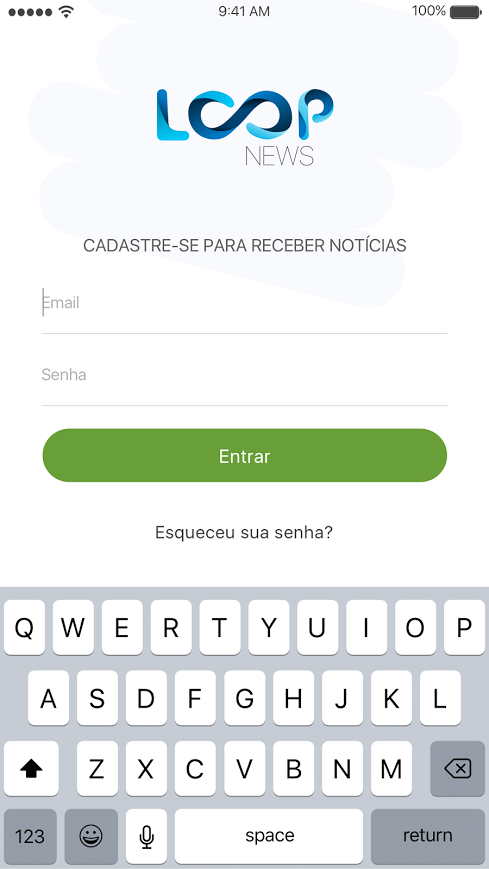 9:41 AM 100%
LOOP
NEWS
CADASTRE-SE PARA RECEBER NOTÍCIAS
Email
Senha
Entrar
Esqueceu sua senha?
Q W E R T Y U I O P
A S D F G H J K L
Z X C V B N M
123 space return